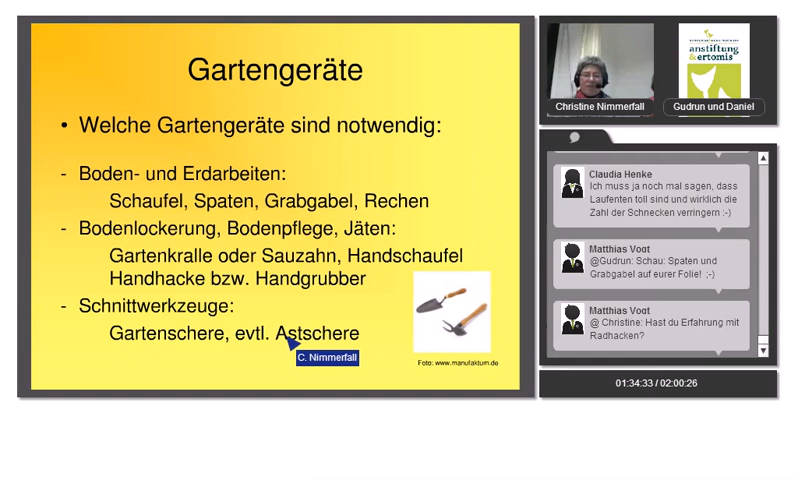 Gartengeräte
• Welche Gartengeräte sind notwendig:
- Boden- und Erdarbeiten:
Schaufel, Spaten, Grabgabel, Rechen
- Bodenlockerung, Bodenpflege, Jäten:
Gartenkralle oder Sauzahn, Handschaufel
Handhacke bzw. Handgrubber
- Schnittwerkzeuge:
Gartenschere, evtl. Astschere
C. Nimmerfall
Foto: www.manufaktum.de
anstiftung
& ertomis
Christine Nimmerfall
Gudrun und Daniel
Claudia Henke
Ich muss ja noch mal sagen, dass
Laufenten toll sind und wirklich die
Zahl der Schnecken verringern :-)
Matthias Vogt
@Gudrun: Schau: Spaten und
Grabgabel auf eurer Folie! ;-)
Matthias Vogt
@ Christine: Hast du Erfahrung mit
Radhacken?
01:34:33 / 02:00:26